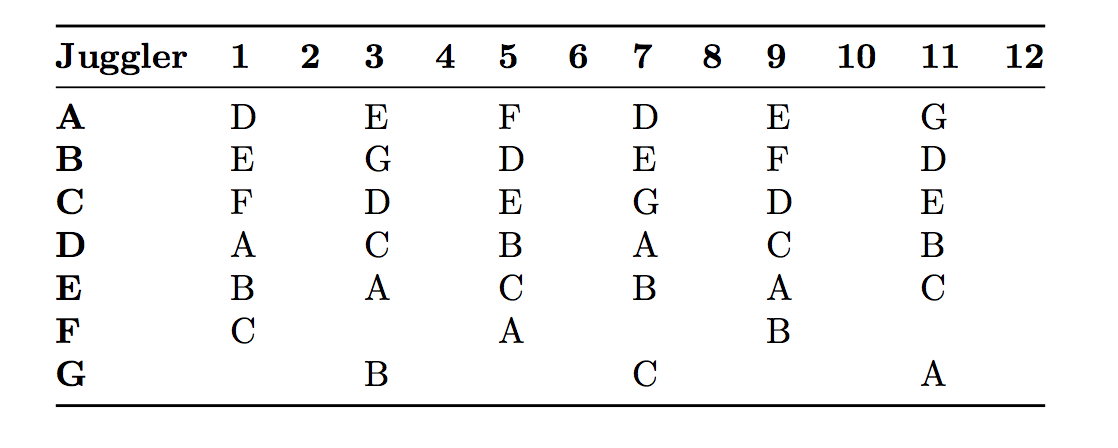 Juggler 1 2 3 4 5 6 7 8 9 10 11 12
A D E F D E G
B E G D E F D
C F D E G D E
D A C B A C B
E B A C B A C
F C A B
G B C A